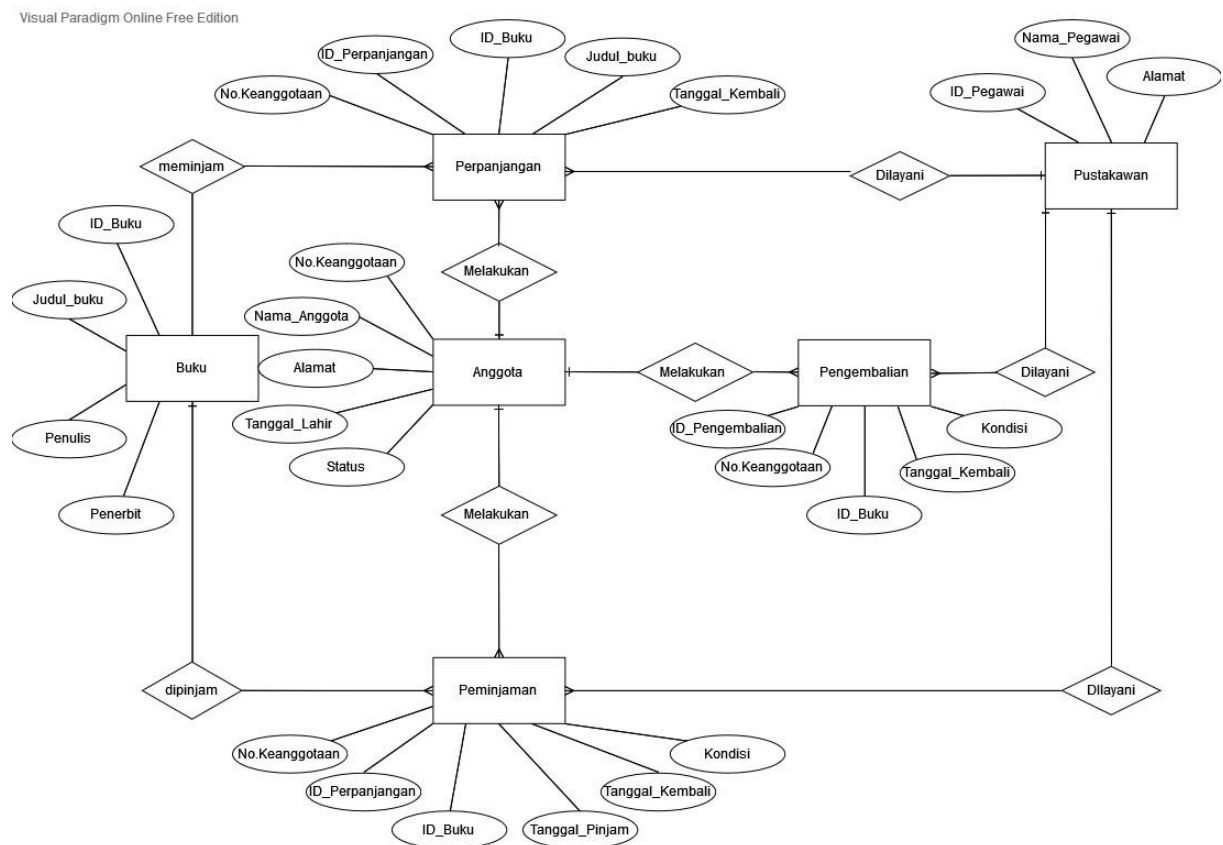 Visual Paradigm Online Free Edition
ID_Buku
ID_Perpanjangan
Judul_buku
No.Keanggotaan
Tanggal_Kembali
Nama_Pegawai
Alamat
ID_Pegawai
meminjam
Perpanjangan
Dilayani
Pustakawan
ID_Buku
No.Keanggotaan
Melakukan
Judul_buku
Nama_Anggota
Buku
Alamat
Anggota
Melakukan
Pengembalian
Dilayani
Tanggal_Lahir
ID_Pengembalian
Kondisi
Penulis
Status
No.Keanggotaan
Tanggal_Kembali
Penerbit
Melakukan
ID_Buku
dipinjam
Peminjaman
DIlayani
No.Keanggotaan
Kondisi
ID_Perpanjangan
Tanggal_Kembali
ID_Buku
Tanggal_Pinjam